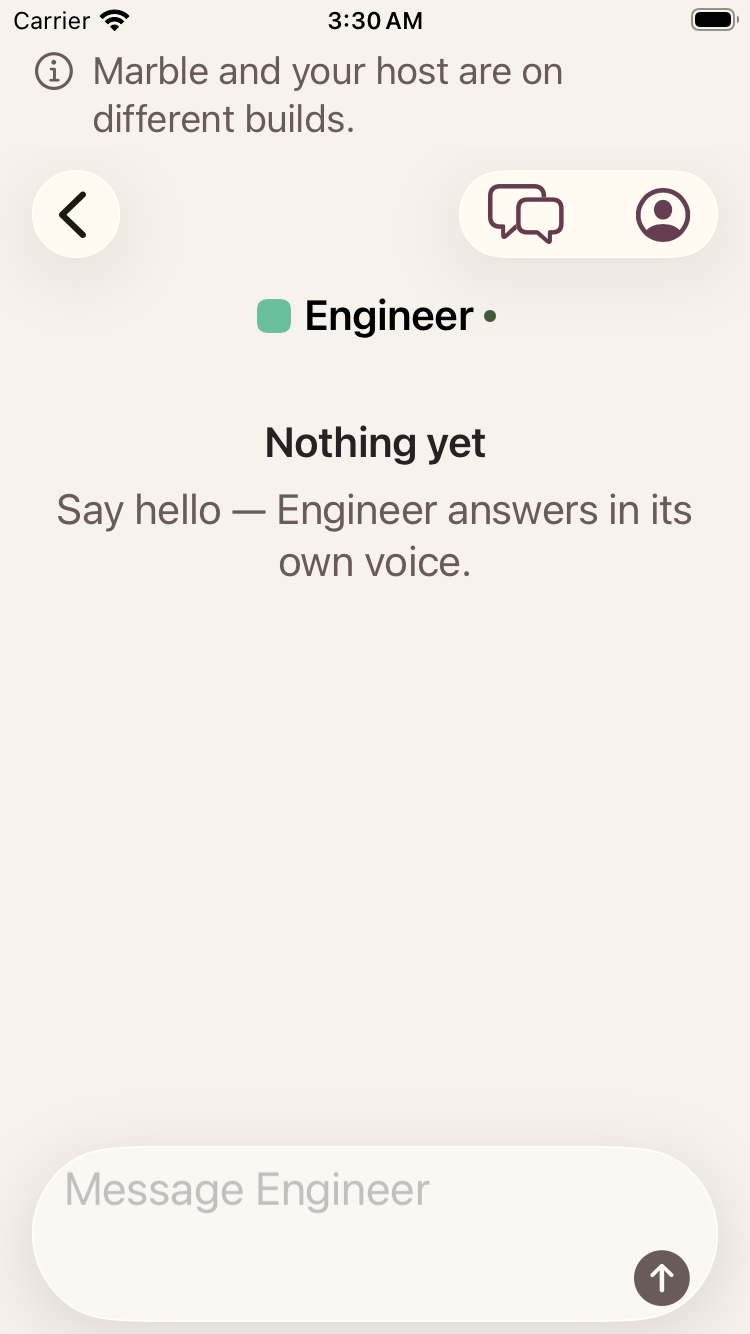 Carrier 3:30 AM
Marble and your host are on
different builds.
Engineer
Nothing yet
Say hello — Engineer answers in its
own voice.
Message Engineer